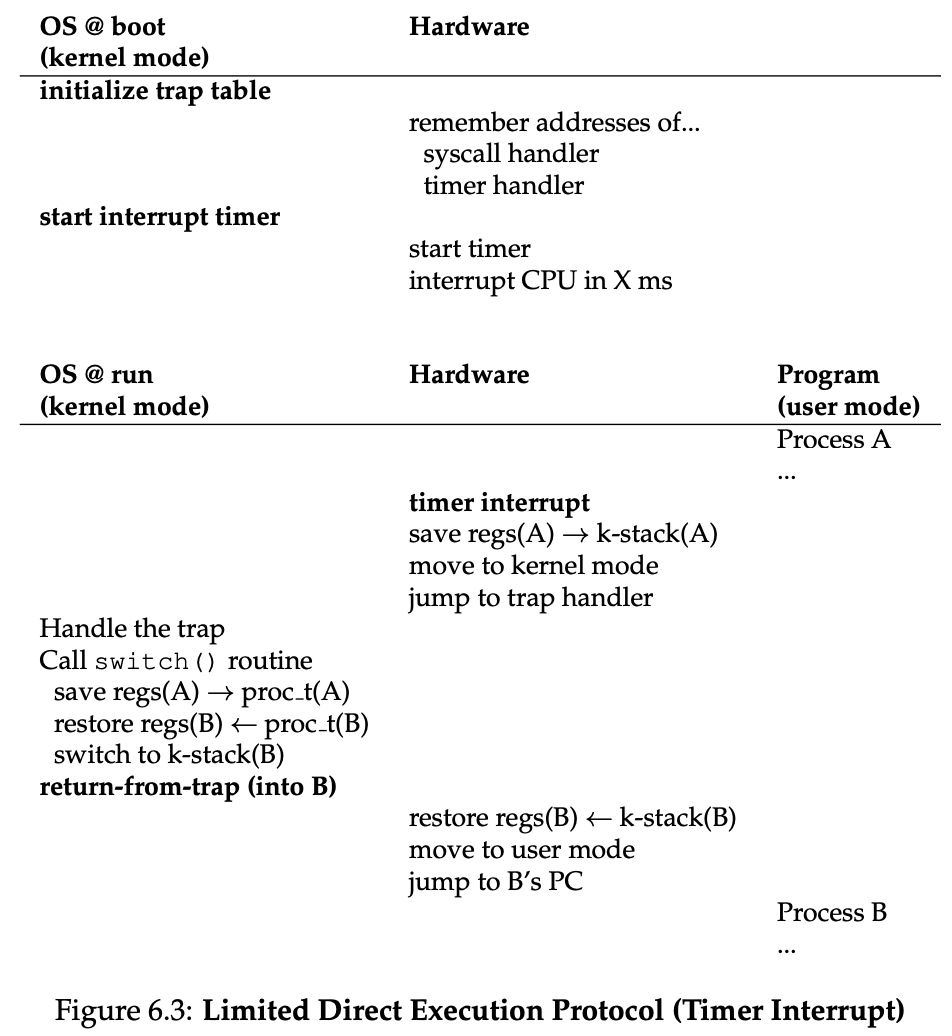 OS @ boot Hardware
(kernel mode)
initialize trap table
remember addresses of...
syscall handler
timer handler
start interrupt timer
start timer
interrupt CPU in X ms
OS @ run Hardware Program
(kernel mode) (user mode)
Process A
...
timer interrupt
save regs(A) → k-stack(A)
move to kernel mode
jump to trap handler
Handle the trap
Call switch() routine
save regs(A) → proc_t(A)
restore regs(B) ← proc_t(B)
switch to k-stack(B)
return-from-trap (into B)
restore regs(B) ← k-stack(B)
move to user mode
jump to B’s PC
Process B
...
Figure 6.3: Limited Direct Execution Protocol (Timer Interrupt)